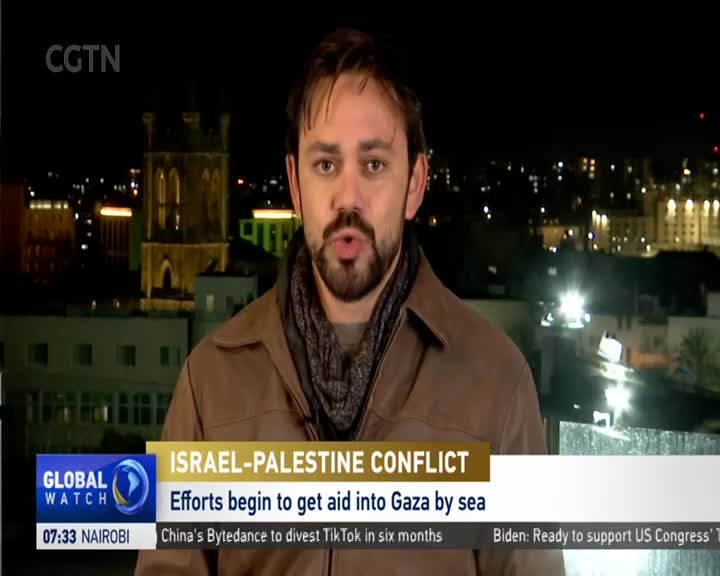 CGTN
ISRAEL-PALESTINE CONFLICT
GLOBAL WATCH
Efforts begin to get aid into Gaza by sea
07:33 NAIROBI
China's Bytedance to divest TikTok in six months
Biden: Ready to support US Congress' T